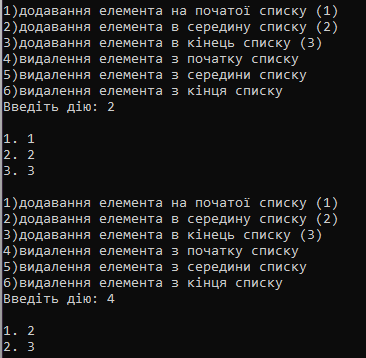 1)додавання елемента на початої списку (1)
2)додавання елемента в середину списку (2)
3)додавання елемента в кінець списку (3)
4)видалення елемента з початку списку
5)видалення елемента з середини списку
6)видалення елемента з кінця списку
Введіть дію: 2
1. 1
2. 2
3. 3
1)додавання елемента на початої списку (1)
2)додавання елемента в середину списку (2)
3)додавання елемента в кінець списку (3)
4)видалення елемента з початку списку
5)видалення елемента з середини списку
6)видалення елемента з кінця списку
Введіть дію: 4
1. 2
2. 3